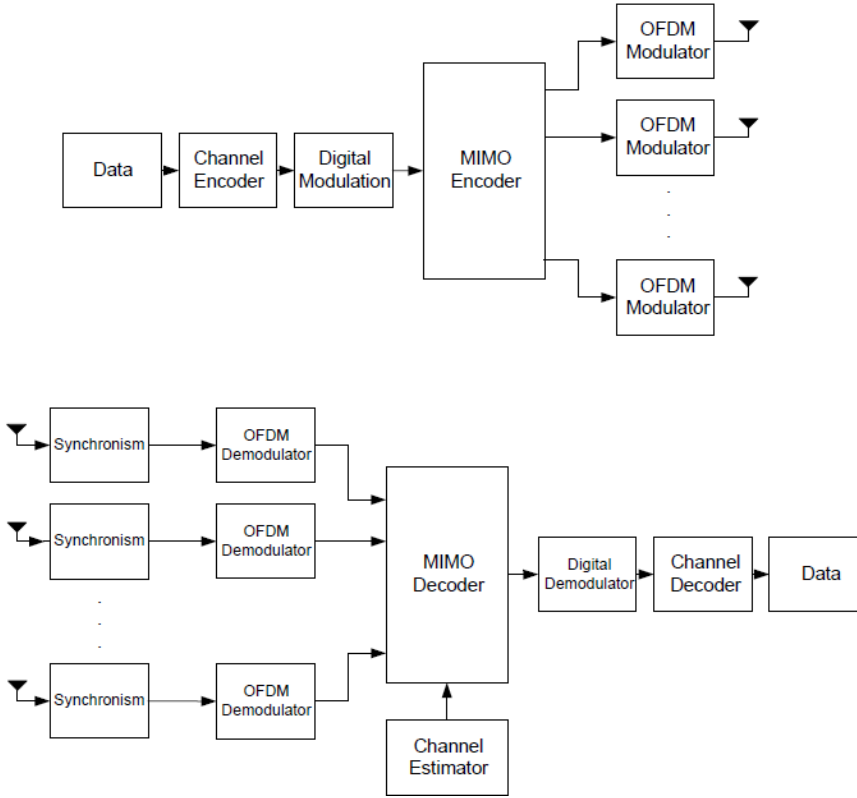 OFDM
Modulator
OFDM
Modulator
Data
Channel
Encoder
Digital
Modulation
MIMO
Encoder
OFDM
Modulator
Synchronism
OFDM
Demodulator
Synchronism
OFDM
Demodulator
MIMO
Decoder
Digital
Demodulator
Channel
Decoder
Data
Synchronism
OFDM
Demodulator
Channel
Estimator